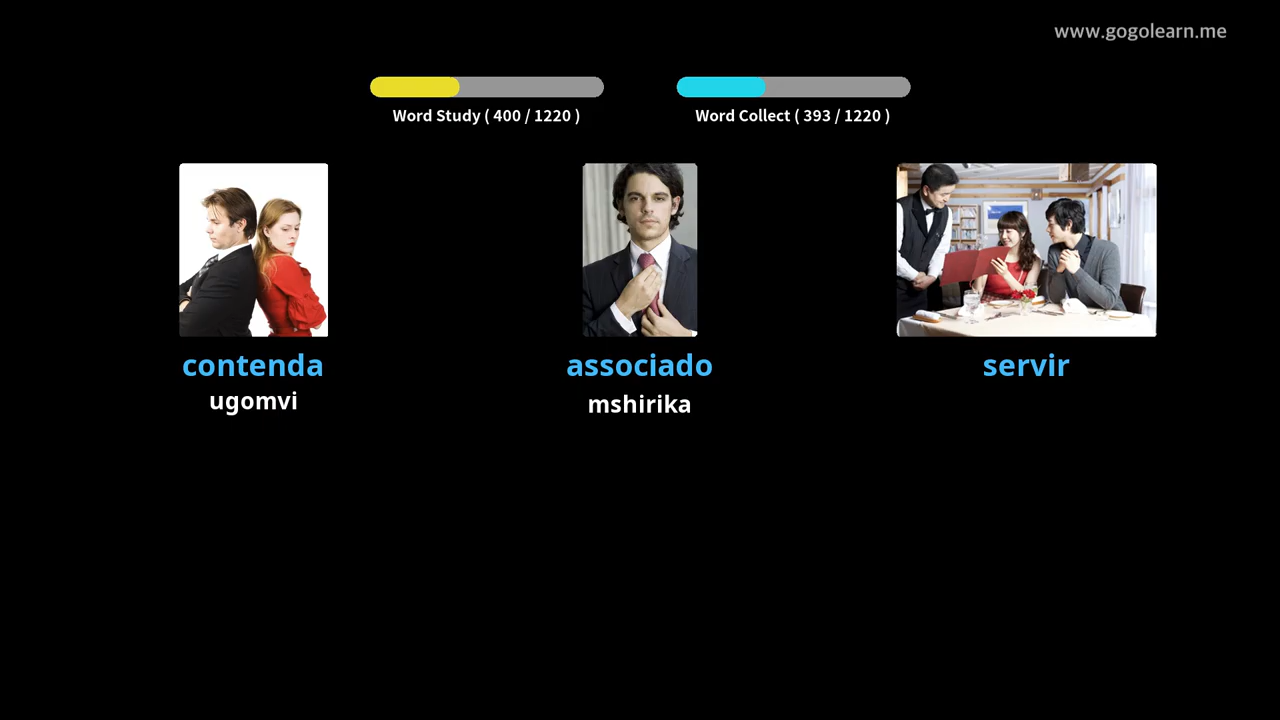 www.gogolearn.me
Word Study ( 400 / 1220 )
Word Collect ( 393 / 1220 )
contenda
ugomvi
associado
mshirika
servir